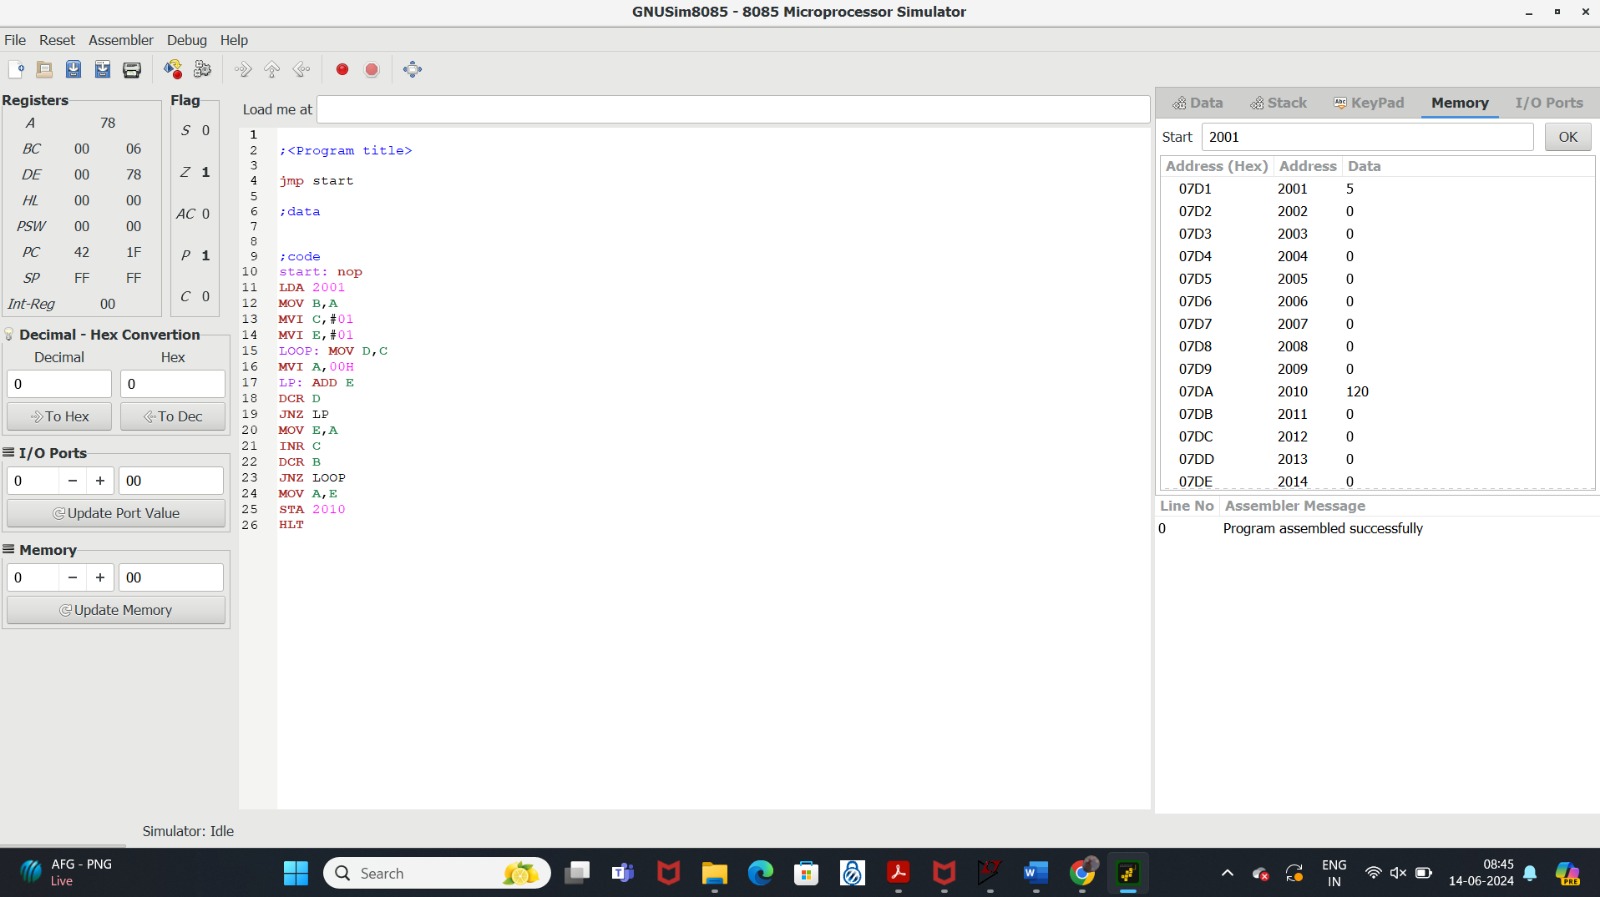 GNUSim8085 - 8085 Microprocessor Simulator
File Reset Assembler Debug Help
Registers
A 78
BC 00 06
DE 00 78
HL 00 00
PSW 00 00
PC 42 1F
SP FF FF
Int-Reg 00
Flag
S 0
Z 1
AC 0
P 1
C 0
Decimal - Hex Convertion
Decimal Hex
0 0
To Hex To Dec
I/O Ports
0 - + 00
Update Port Value
Memory
0 - + 00
Update Memory
Load me at
1
2 ;<Program title>
3
4 jmp start
5
6 ;data
7
8
9 ;code
10 start: nop
11 LDA 2001
12 MOV B,A
13 MVI C,#01
14 MVI E,#01
15 LOOP: MOV D,C
16 MVI A,00H
17 LP: ADD E
18 DCR D
19 JNZ LP
20 MOV E,A
21 INR C
22 DCR B
23 JNZ LOOP
24 MOV A,E
25 STA 2010
26 HLT
Data Stack KeyPad Memory I/O Ports
Start 2001 OK
Address (Hex) Address Data
07D1 2001 5
07D2 2002 0
07D3 2003 0
07D4 2004 0
07D5 2005 0
07D6 2006 0
07D7 2007 0
07D8 2008 0
07D9 2009 0
07DA 2010 120
07DB 2011 0
07DC 2012 0
07DD 2013 0
07DE 2014 0
Line No Assembler Message
0 Program assembled successfully
Simulator: Idle
AFG - PNG
Live
Search
ENG
IN
08:45
14-06-2024
PRE